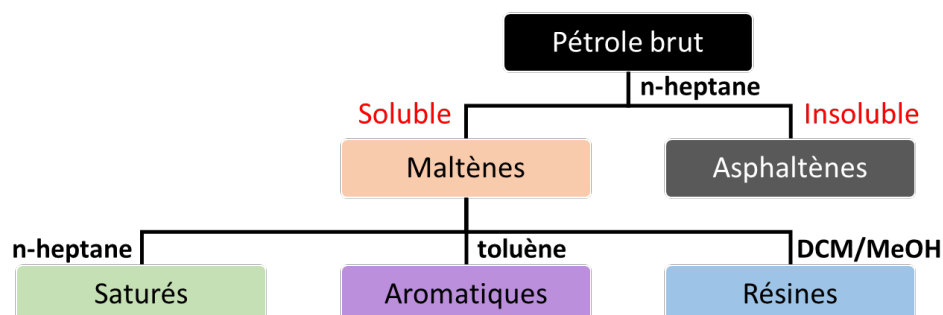 Pétrole brut
n-heptane
Soluble
Insoluble
Maltènes
Asphaltènes
n-heptane
toluène
DCM/MeOH
Saturés
Aromatiques
Résines